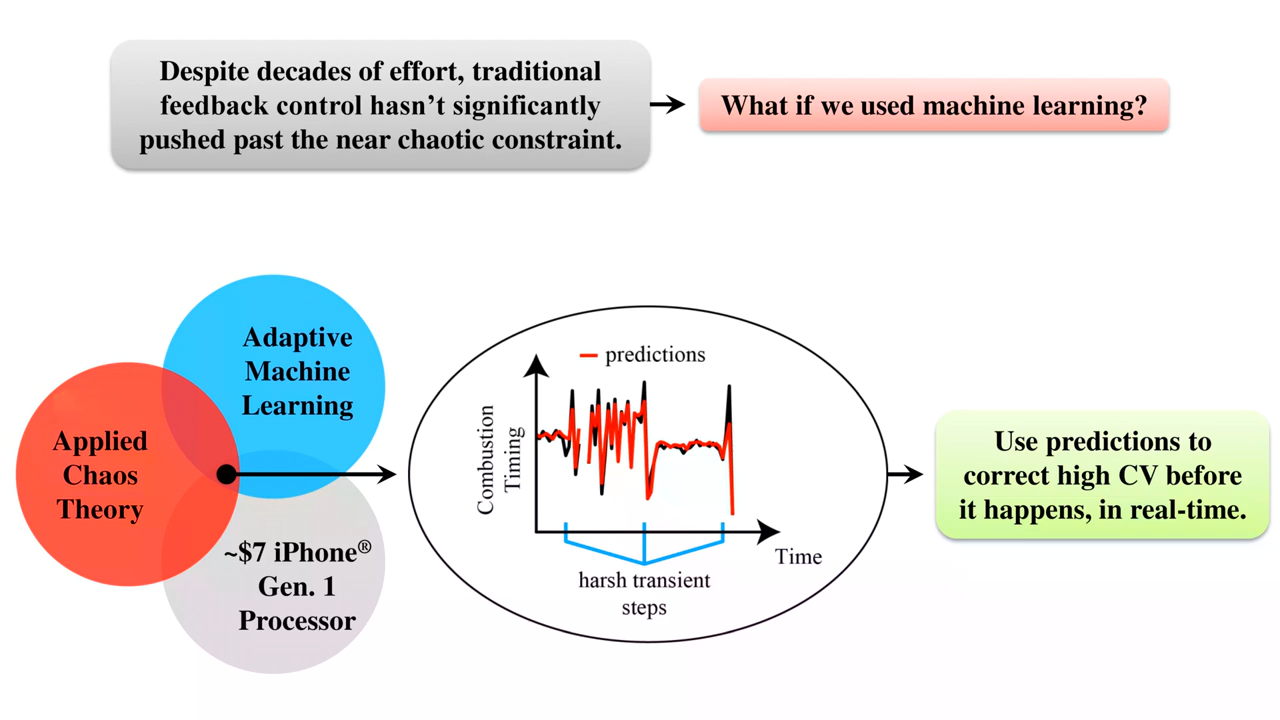 Despite decades of effort, traditional
feedback control hasn’t significantly
pushed past the near chaotic constraint.
What if we used machine learning?
Adaptive
Machine
Learning
Applied
Chaos
Theory
~$7 iPhone®
Gen. 1
Processor
predictions
Combustion
Timing
Time
harsh transient
steps
Use predictions to
correct high CV before
it happens, in real-time.